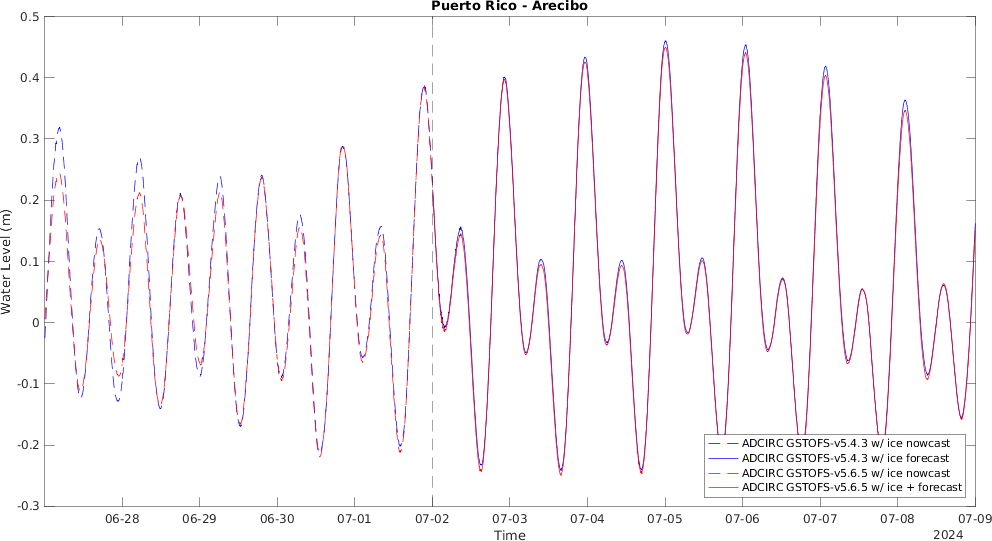 Puerto Rico - Arecibo
0.5
0.4
0.3
0.2
0.1
0
-0.1
-0.2
-0.3
Water Level (m)
ADCIRC GSTOFS-v5.4.3 w/ ice nowcast
ADCIRC GSTOFS-v5.4.3 w/ ice forecast
ADCIRC GSTOFS-v5.6.5 w/ ice nowcast
ADCIRC GSTOFS-v5.6.5 w/ ice + forecast
06-28 06-29 06-30 07-01 07-02 07-03 07-04 07-05 07-06 07-07 07-08 07-09
Time
2024